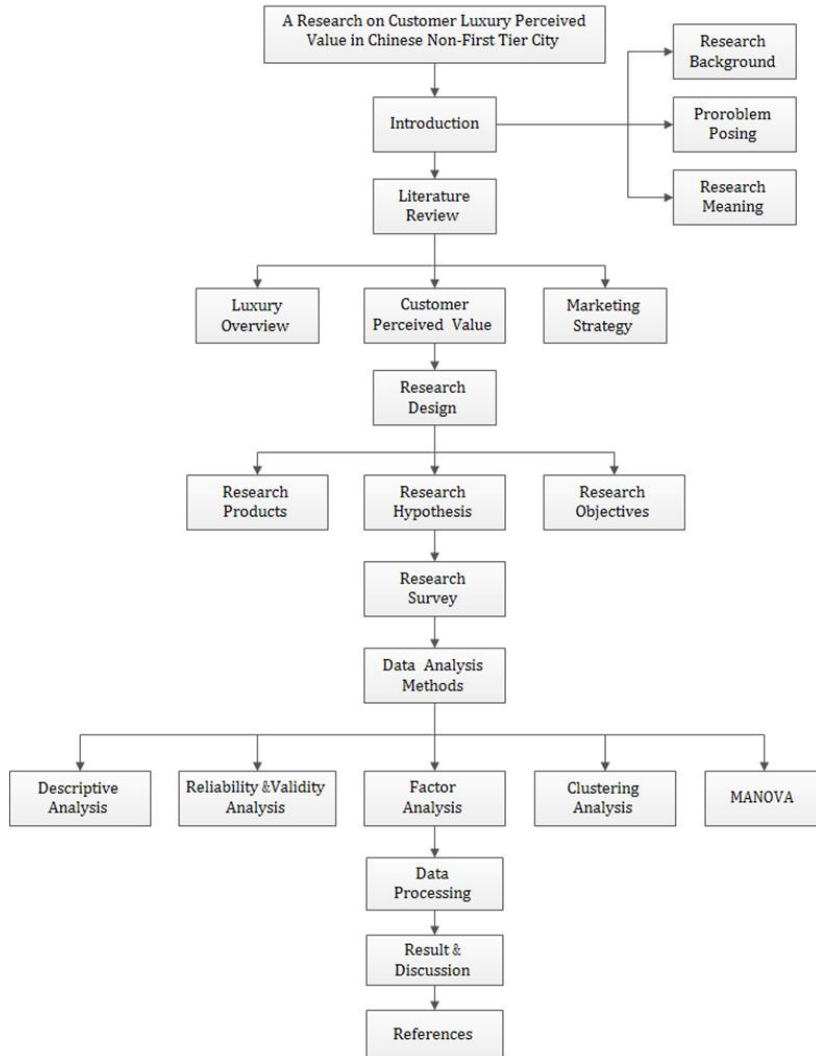 A Research on Customer Luxury Perceived
Value in Chinese Non-First Tier City
Research
Background
Introduction
Proroblem
Posing
Research
Meaning
Literature
Review
Luxury
Overview
Customer
Perceived Value
Marketing
Strategy
Research
Design
Research
Products
Research
Hypothesis
Research
Objectives
Research
Survey
Data Analysis
Methods
Descriptive
Analysis
Reliability &Validity
Analysis
Factor
Analysis
Clustering
Analysis
MANOVA
Data
Processing
Result &
Discussion
References